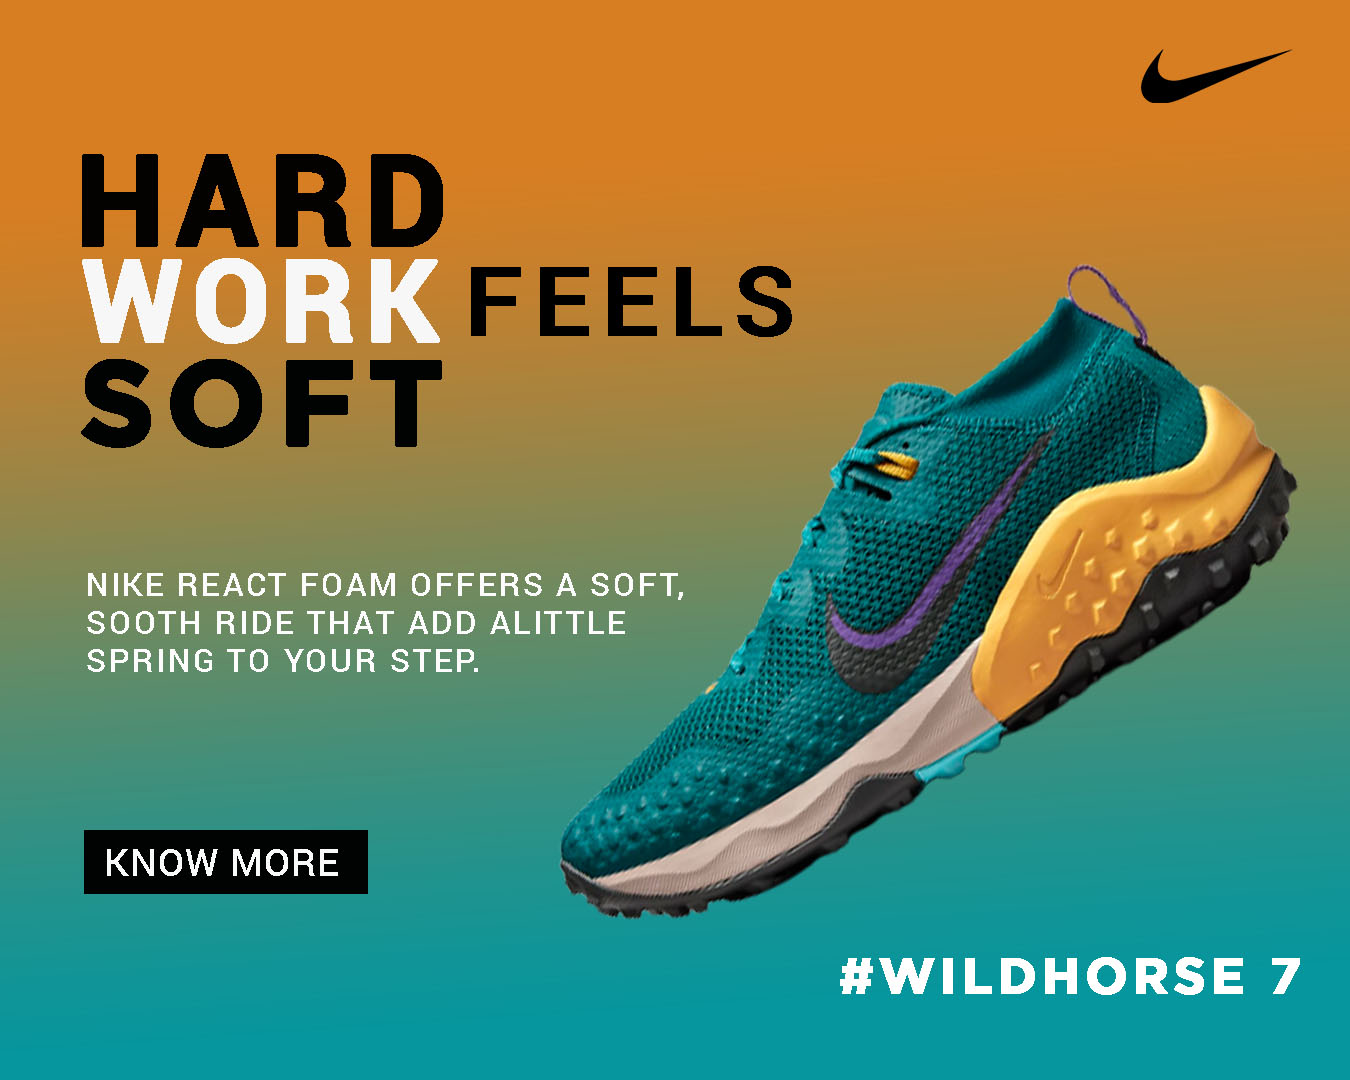 HARD
WORK FEELS
SOFT
NIKE REACT FOAM OFFERS A SOFT,
SOOTH RIDE THAT ADD ALITTLE
SPRING TO YOUR STEP.
KNOW MORE
#WILDHORSE 7